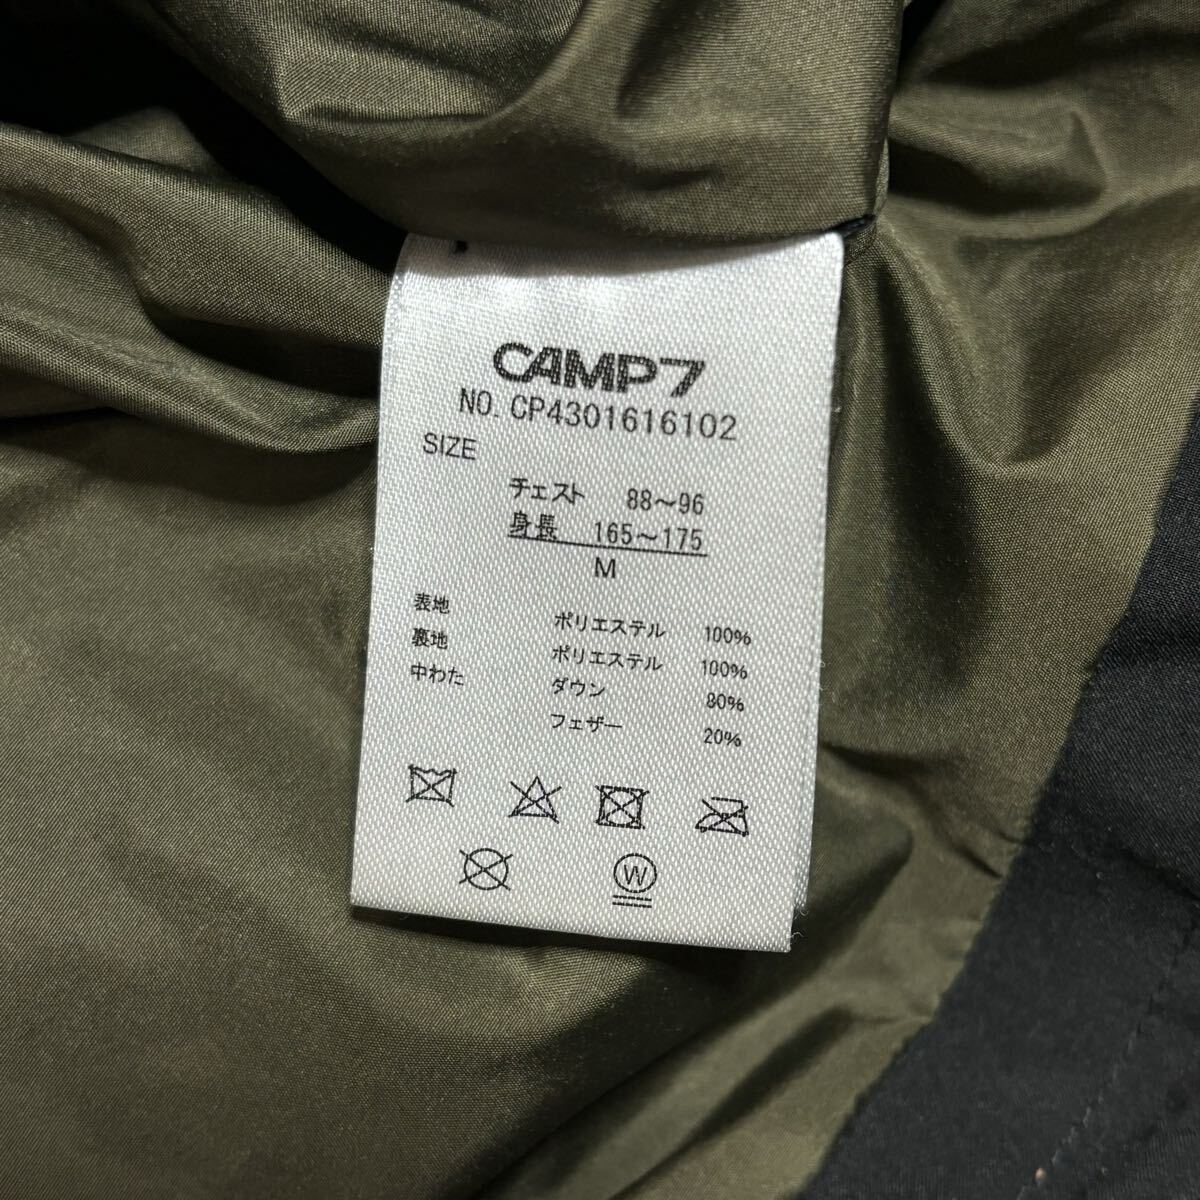 CAMP7
NO. CP4301616102
SIZE
チェスト 88～96
身長 165～175
M
表地 ポリエステル 100%
裏地 ポリエステル 100%
中わた ダウン 80%
フェザー 20%
W